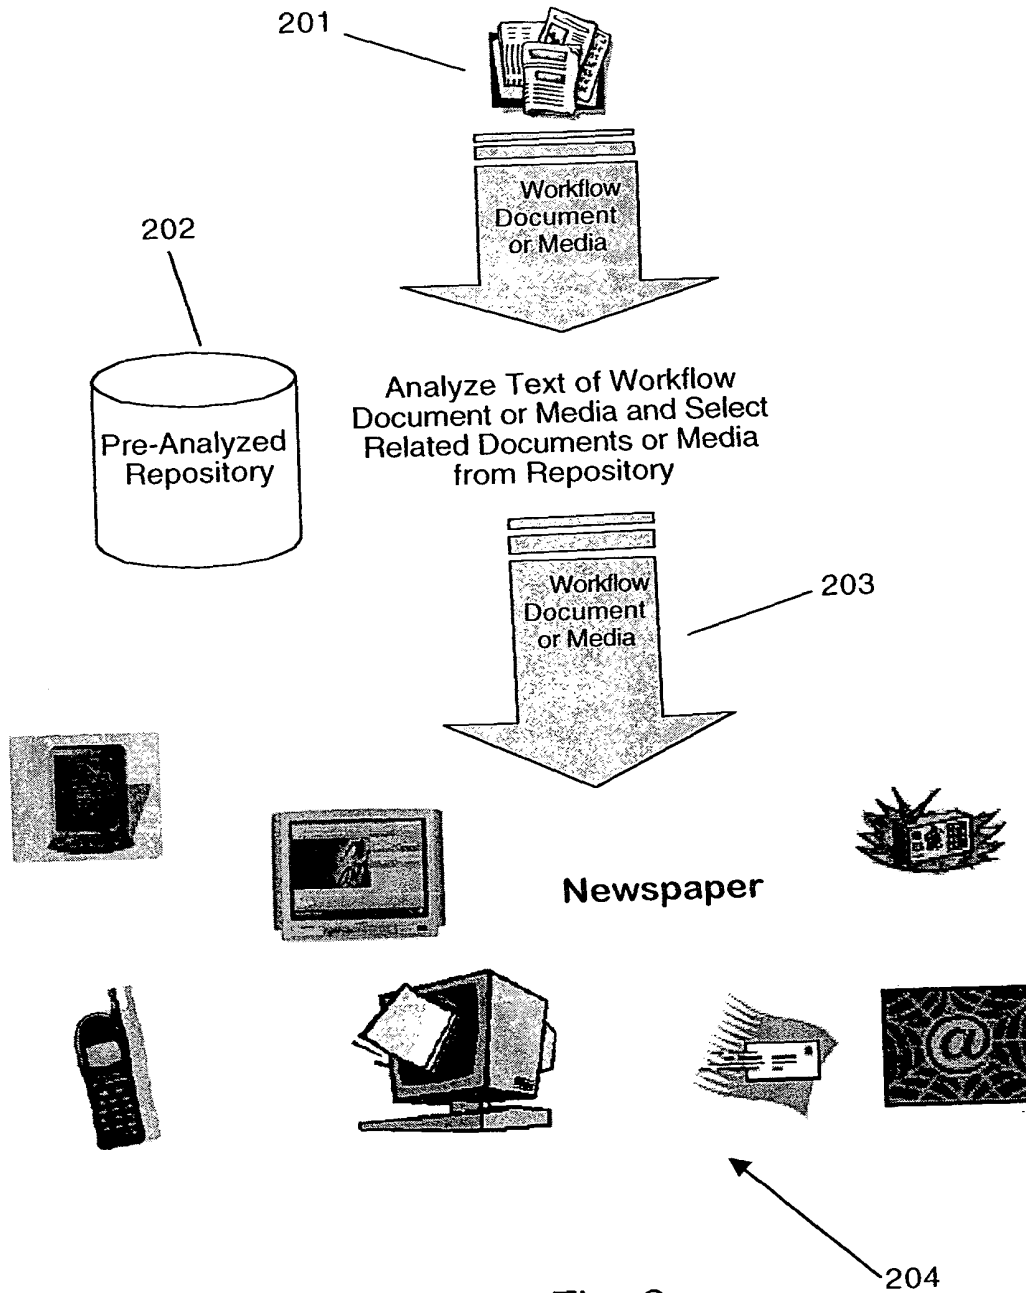 201
Workflow
Document
or Media
202
Pre-Analyzed
Repository
Analyze Text of Workflow
Document or Media and Select
Related Documents or Media
from Repository
Workflow
Document
or Media
203
Newspaper
@
204